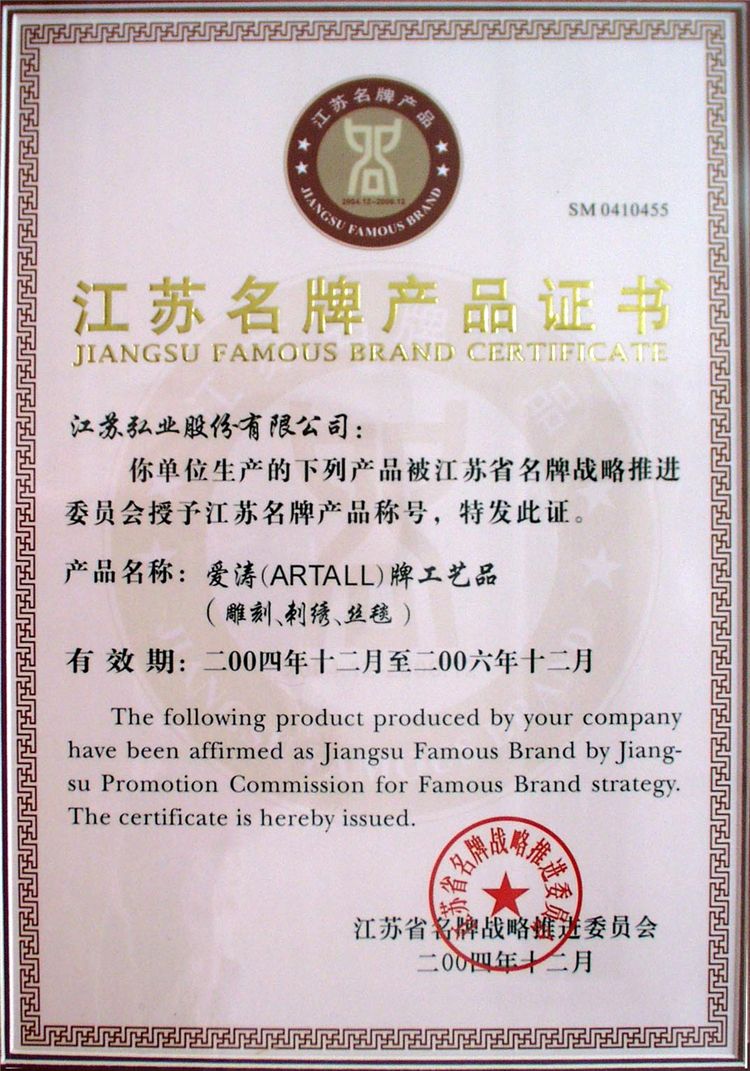 江苏名牌产品
2004.12-2006.12
JIANGSU FAMOUS BRAND
SM 0410455
江苏名牌产品证书
JIANGSU FAMOUS BRAND CERTIFICATE
江苏弘业股份有限公司：
你单位生产的下列产品被江苏省名牌战略推进
委员会授予江苏名牌产品称号，特发此证。
产品名称：爱涛(ARTALL)牌工艺品
（雕刻、刺绣、丝毯）
有效期：二00四年十二月至二00六年十二月
The following product produced by your company
have been affirmed as Jiangsu Famous Brand by Jiang-
su Promotion Commission for Famous Brand strategy.
The certificate is hereby issued.
江苏省名牌战略推进委员会
江苏省名牌战略推进委员会
二00四年十二月